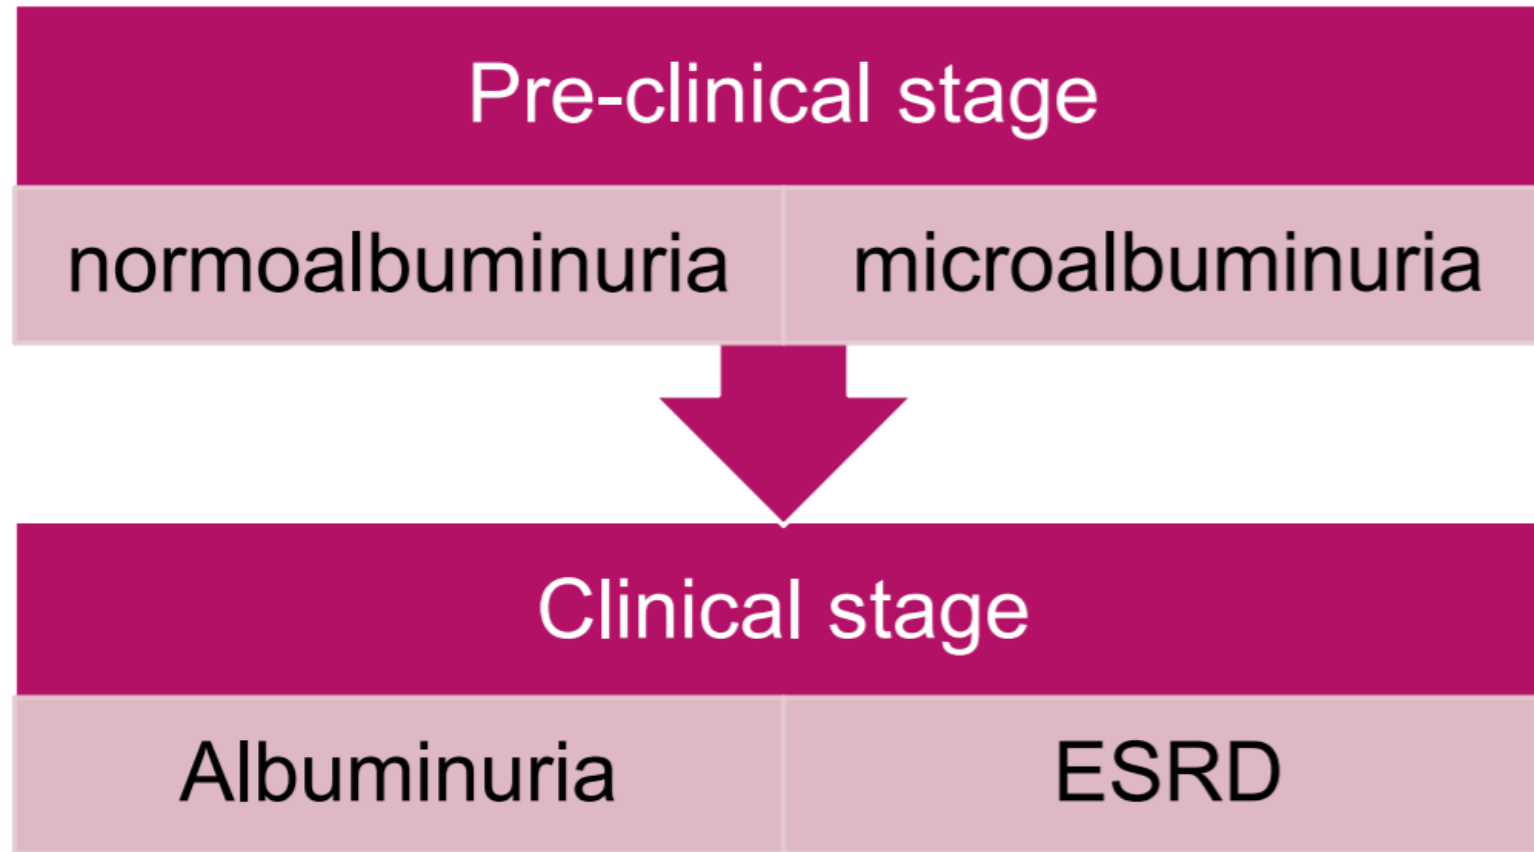 Pre-clinical stage
normoalbuminuria
microalbuminuria
Clinical stage
Albuminuria
ESRD